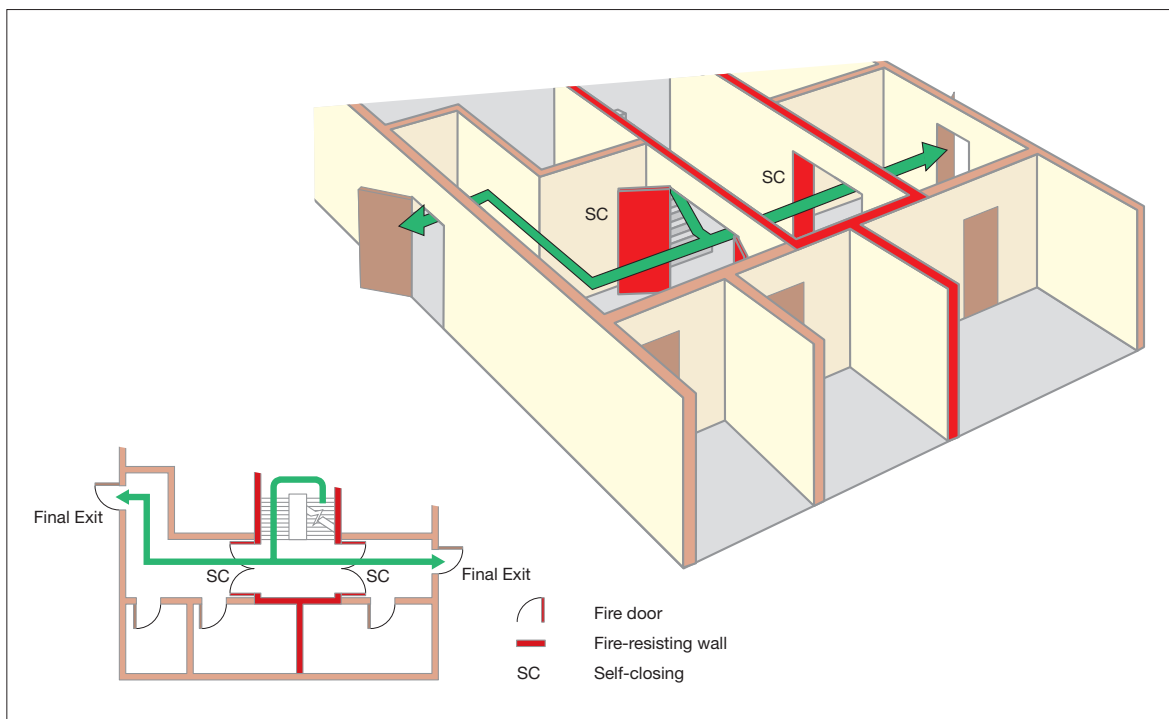 SC
SC
Final Exit
SC
SC
Final Exit
Fire door
Fire-resisting wall
SC
Self-closing